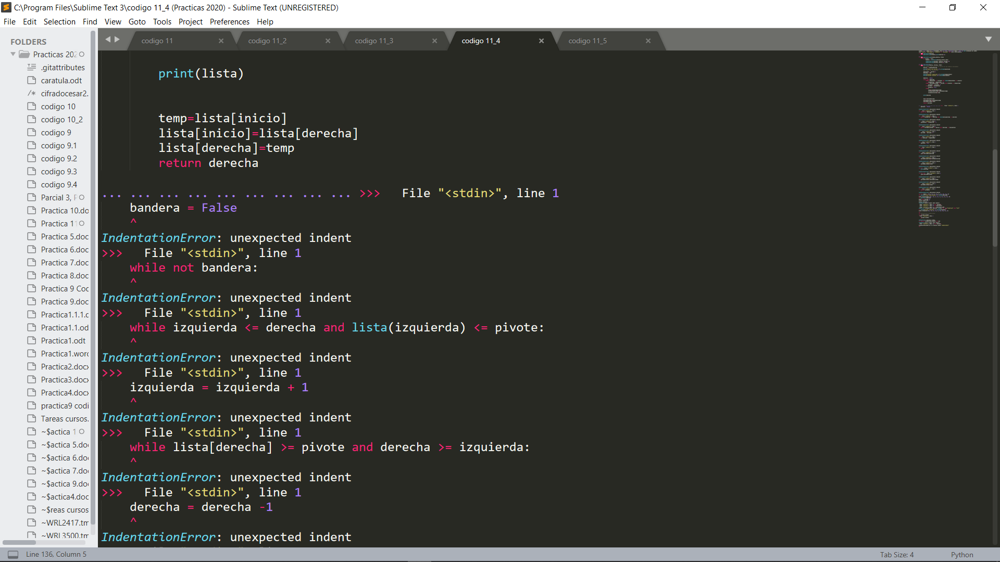 C:\Program Files\Sublime Text 3\codigo 11_4 (Practicas 2020) - Sublime Text (UNREGISTERED)
File Edit Selection Find View Goto Tools Project Preferences Help
FOLDERS
Practicas 202
.gitattributes
caratula.odt
/* cifradocesar2.
codigo 10
codigo 10_2
codigo 9
codigo 9.1
codigo 9.2
codigo 9.3
codigo 9.4
Parcial 3, P
Practica 10.do
Practica 11
Practica 5.doc
Practica 6.doc
Practica 7.doc
Practica 8.doc
Practica 9 Coc
Practica 9.doc
Practica1.1.1.c
Practica1.1.od
Practica1.odt
Practica1.word
Practica2.docx
Practica3.docx
Practica4.docx
practica9 codi
Tareas cursos.
~$actica 1
~$actica 5.do
~$actica 6.do
~$actica 7.do
~$actica 9.do
~$actica4.doc
~$reas cursos
~WRL2417.tm
~WRL3500.tm
codigo 11 codigo 11_2 codigo 11_3 codigo 11_4 codigo 11_5
print(lista)
temp=lista[inicio]
lista[inicio]=lista[derecha]
lista[derecha]=temp
return derecha
... ... ... ... ... ... ... ... ... >>>   File "<stdin>", line 1
    bandera = False
    ^
IndentationError: unexpected indent
>>>   File "<stdin>", line 1
    while not bandera:
    ^
IndentationError: unexpected indent
>>>   File "<stdin>", line 1
    while izquierda <= derecha and lista(izquierda) <= pivote:
    ^
IndentationError: unexpected indent
>>>   File "<stdin>", line 1
    izquierda = izquierda + 1
    ^
IndentationError: unexpected indent
>>>   File "<stdin>", line 1
    while lista[derecha] >= pivote and derecha >= izquierda:
    ^
IndentationError: unexpected indent
>>>   File "<stdin>", line 1
    derecha = derecha -1
    ^
IndentationError: unexpected indent
Line 136, Column 5
Tab Size: 4 Python